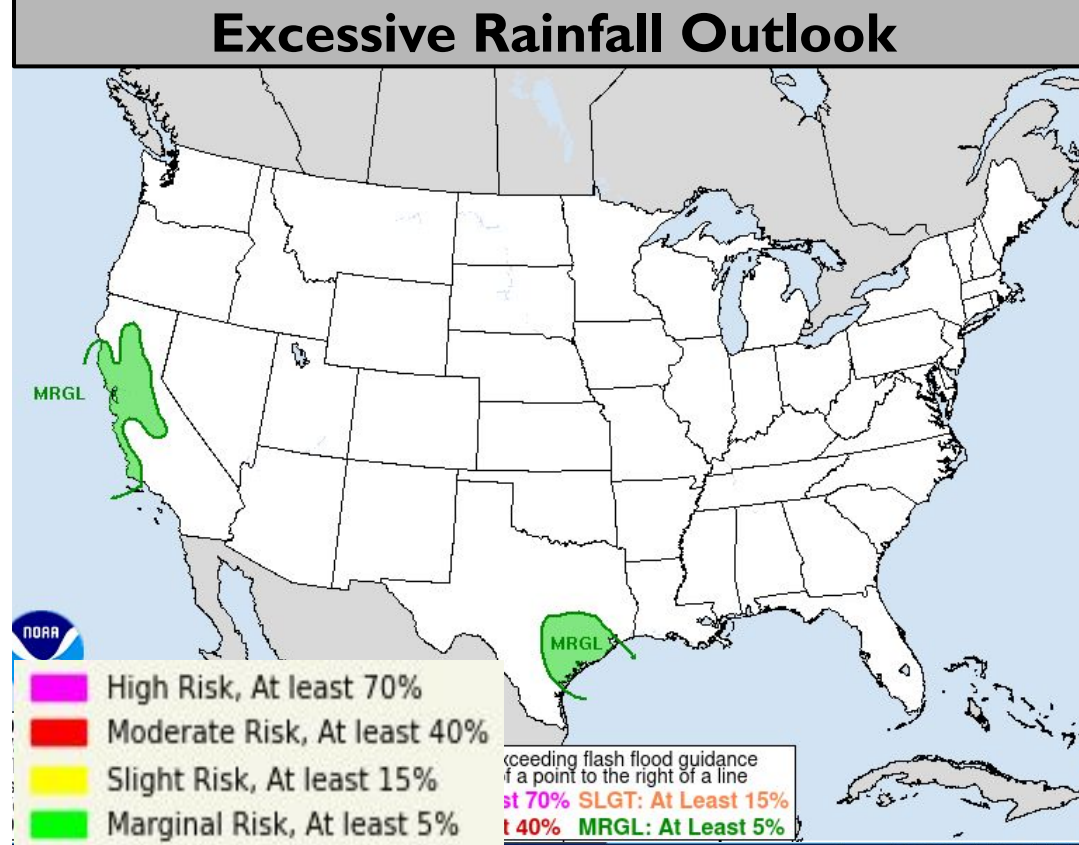 Excessive Rainfall Outlook
MRGL
MRGL
NOAA
High Risk, At least 70%
Moderate Risk, At least 40%
Slight Risk, At least 15%
Marginal Risk, At least 5%
xceeding flash flood guidance
of a point to the right of a line
st 70% SLGT: At Least 15%
t 40% MRGL: At Least 5%